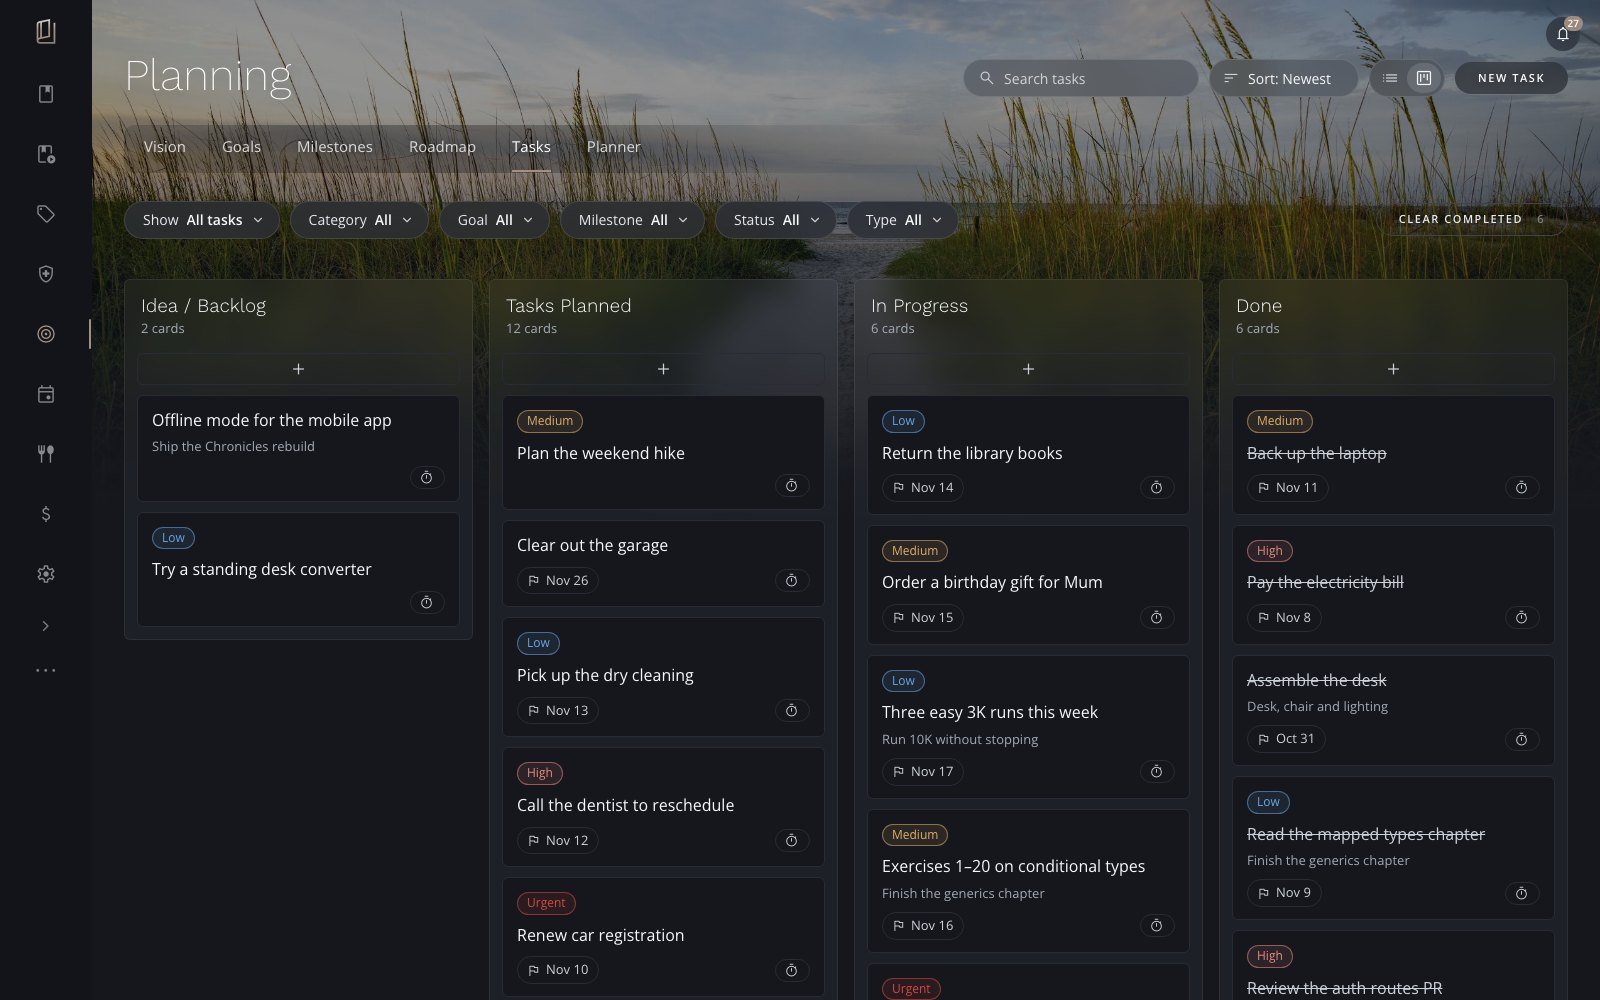 27
Planning
Search tasks
Sort: Newest
NEW TASK
Vision
Goals
Milestones
Roadmap
Tasks
Planner
Show All tasks
Category All
Goal All
Milestone All
Status All
Type All
CLEAR COMPLETED 6
Idea / Backlog
2 cards
+
Offline mode for the mobile app
Ship the Chronicles rebuild
Low
Try a standing desk converter
Tasks Planned
12 cards
+
Medium
Plan the weekend hike
Clear out the garage
Nov 26
Low
Pick up the dry cleaning
Nov 13
High
Call the dentist to reschedule
Nov 12
Urgent
Renew car registration
Nov 10
In Progress
6 cards
+
Low
Return the library books
Nov 14
Medium
Order a birthday gift for Mum
Nov 15
Low
Three easy 3K runs this week
Run 10K without stopping
Nov 17
Medium
Exercises 1–20 on conditional types
Finish the generics chapter
Nov 16
Urgent
Done
6 cards
+
Medium
Back up the laptop
Nov 11
High
Pay the electricity bill
Nov 8
Assemble the desk
Desk, chair and lighting
Oct 31
Low
Read the mapped types chapter
Finish the generics chapter
Nov 9
High
Review the auth routes PR